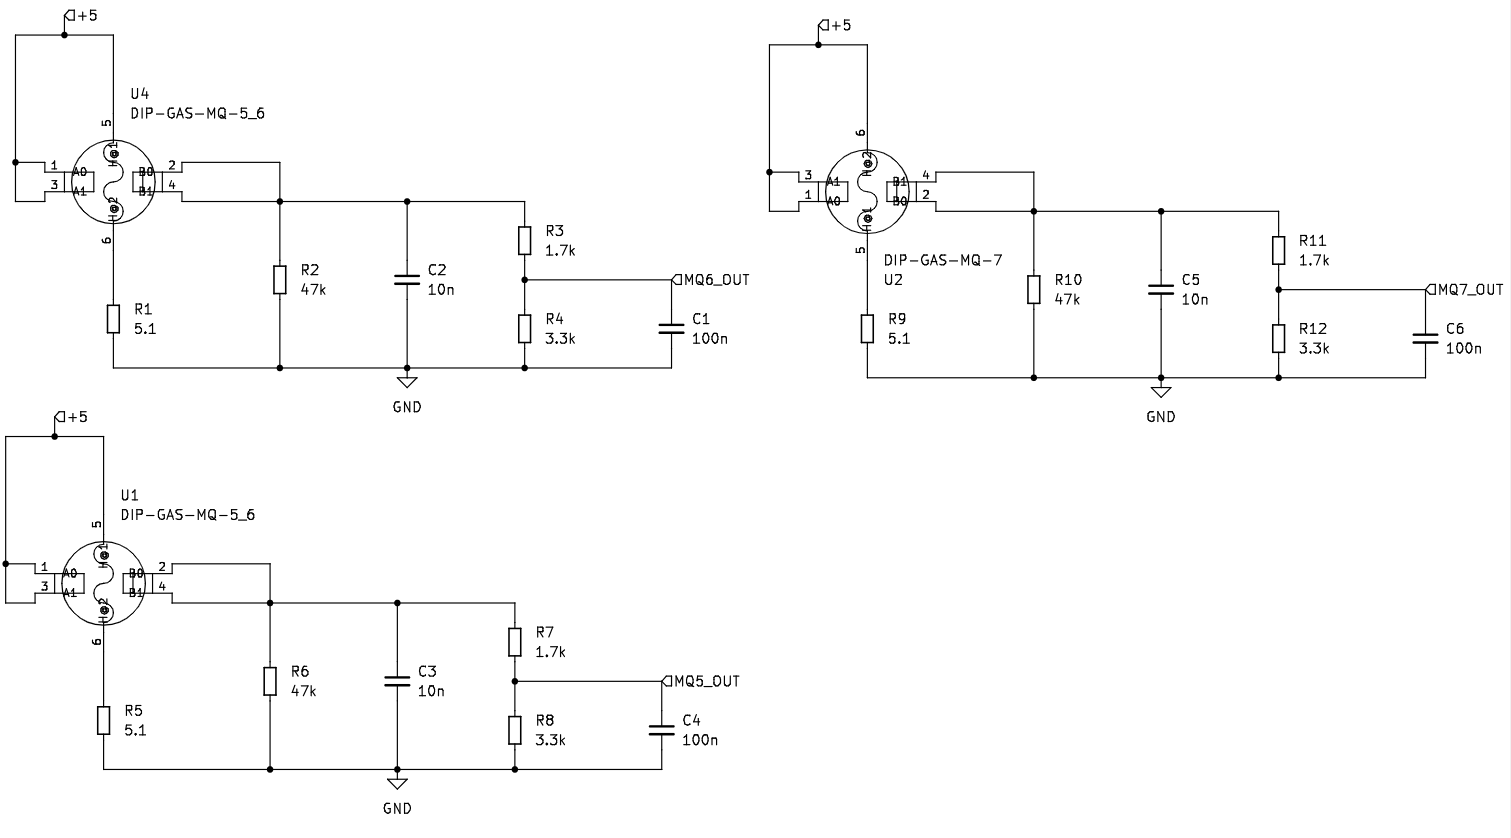 +5
U4
DIP-GAS-MQ-5_6
5
H1
1
A0
B0
2
3
A1
B1
4
H2
6
R1
5.1
R2
47k
C2
10n
R3
1.7k
MQ6_OUT
R4
3.3k
C1
100n
GND
+5
6
H2
3
A1
B1
4
1
A0
B0
2
H1
5
DIP-GAS-MQ-7
U2
R9
5.1
R10
47k
C5
10n
R11
1.7k
MQ7_OUT
R12
3.3k
C6
100n
GND
+5
U1
DIP-GAS-MQ-5_6
5
H1
1
A0
B0
2
3
A1
B1
4
H2
6
R5
5.1
R6
47k
C3
10n
R7
1.7k
MQ5_OUT
R8
3.3k
C4
100n
GND